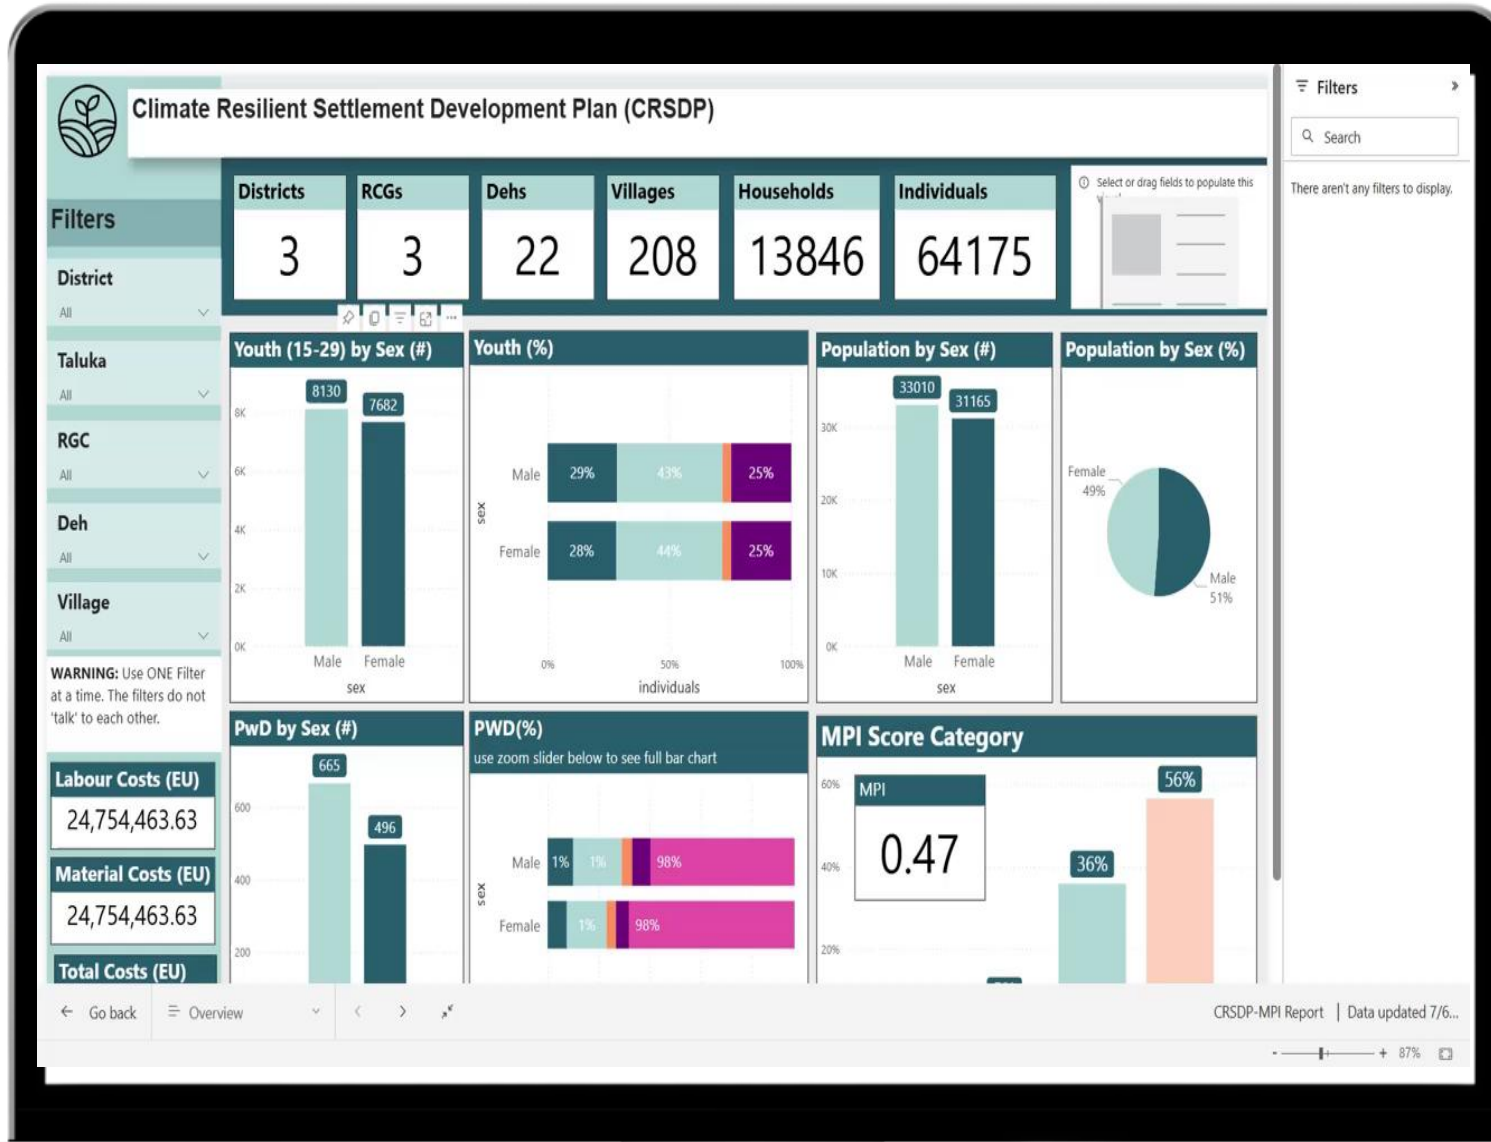 Climate Resilient Settlement Development Plan (CRSDP)
Filters
District
All
Taluka
All
RGC
All
Deh
All
Village
All
WARNING: Use ONE Filter
at a time. The filters do not
'talk' to each other.
Labour Costs (EU)
24,754,463.63
Material Costs (EU)
24,754,463.63
Total Costs (EU)
Districts
3
RCGs
3
Dehs
22
Villages
208
Households
13846
Individuals
64175
Select or drag fields to populate this
Youth (15-29) by Sex (#)
8130
7682
8K
6K
4K
2K
0K
Male Female
sex
Youth (%)
sex
Male 29% 43% 25%
Female 28% 44% 25%
0% 50% 100%
individuals
Population by Sex (#)
33010
31165
30K
20K
10K
0K
Male Female
sex
Population by Sex (%)
Female
49%
Male
51%
PwD by Sex (#)
665
496
600
400
200
PWD(%)
use zoom slider below to see full bar chart
sex
Male 1% 1% 98%
Female 1% 98%
MPI Score Category
60%
40%
20%
MPI
0.47
36%
56%
Filters
Search
There aren't any filters to display.
Go back
Overview
CRSDP-MPI Report | Data updated 7/6...
- + 87%